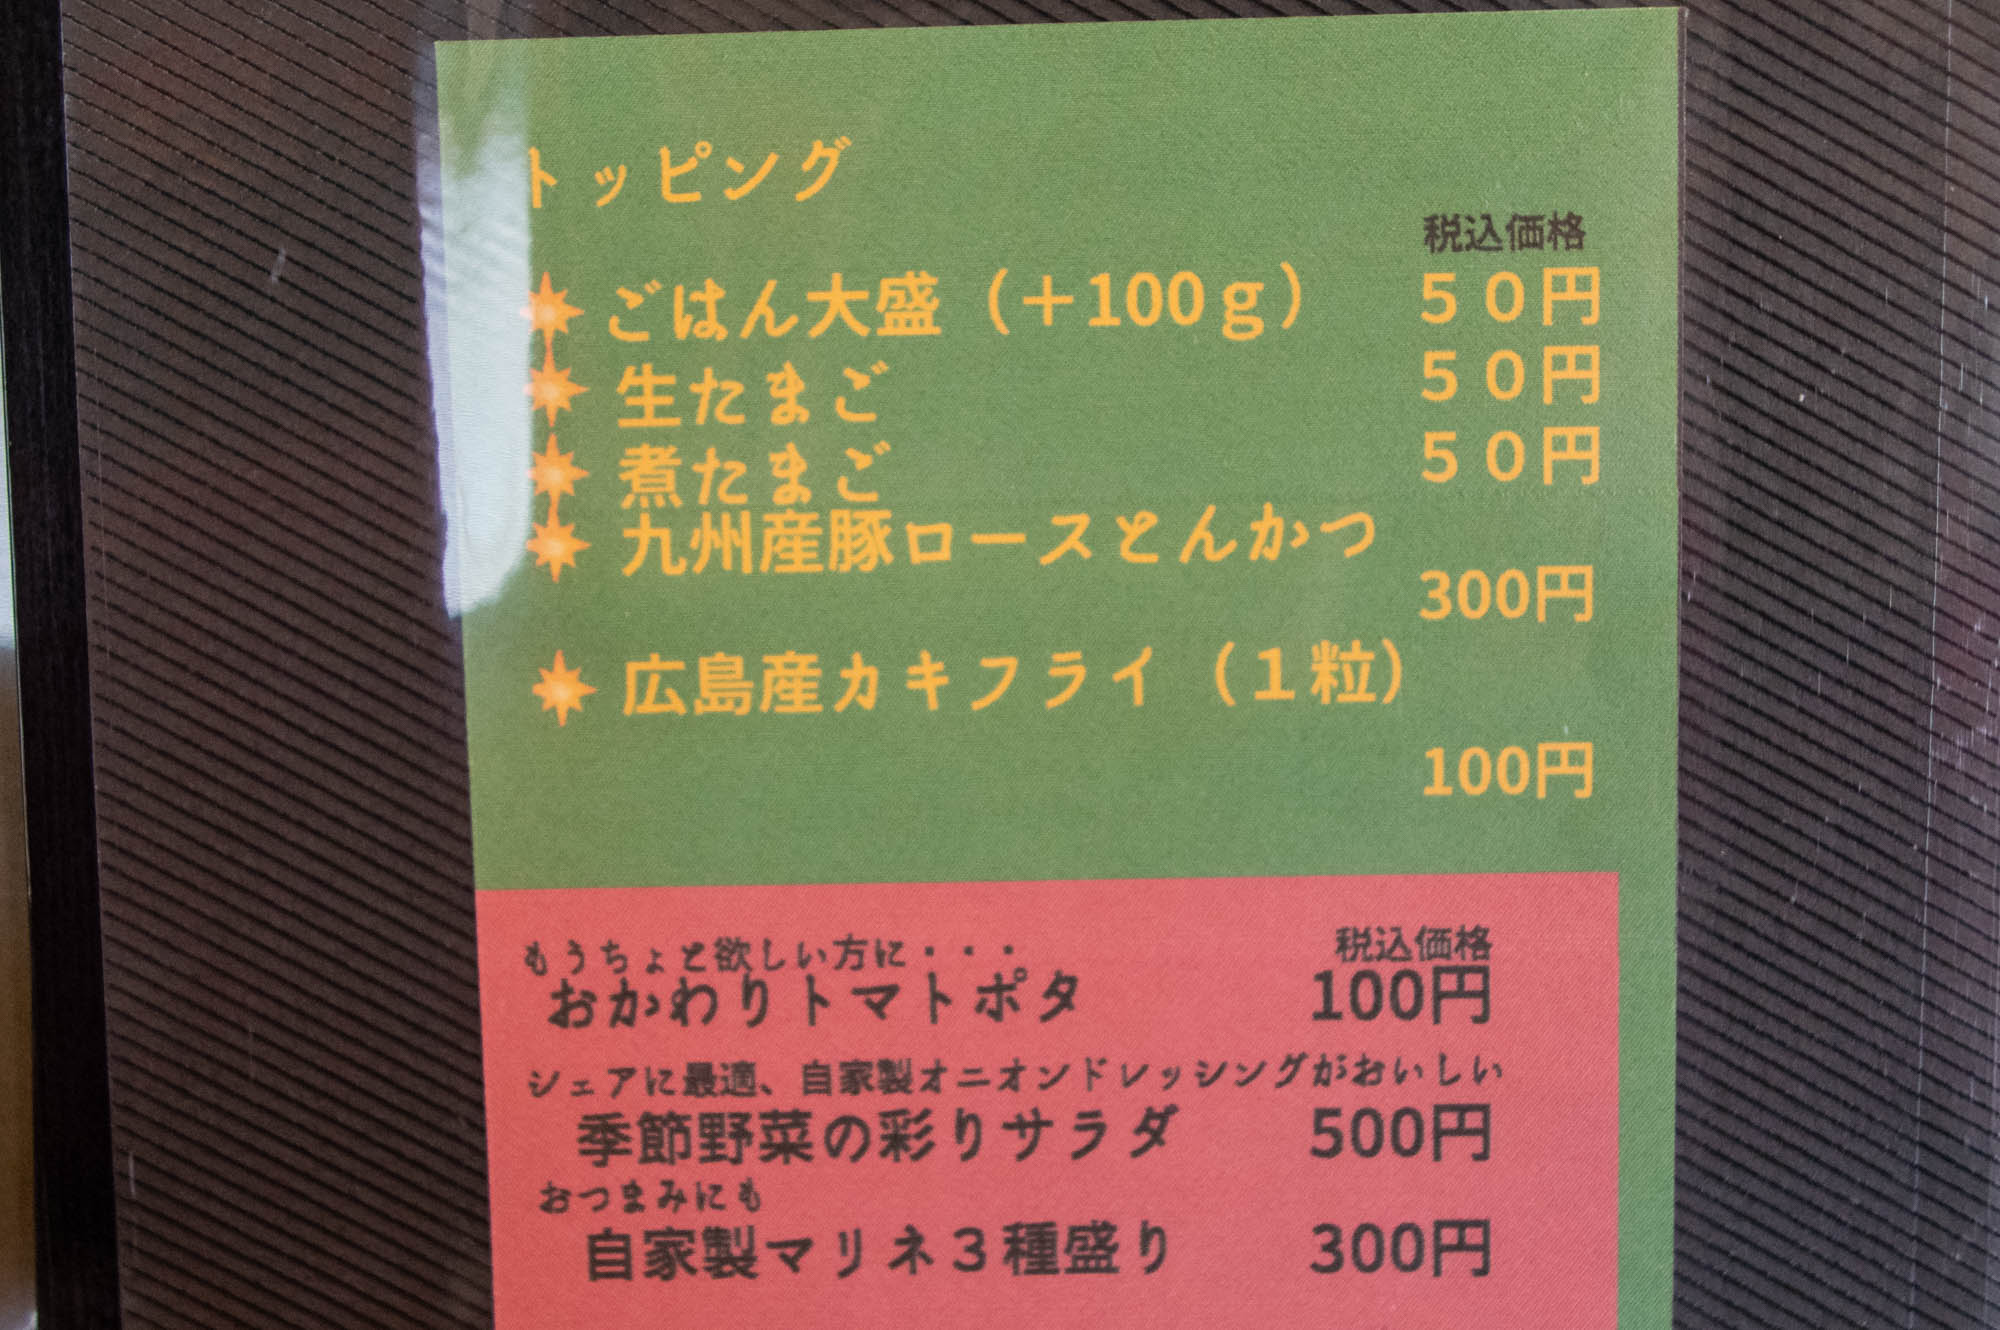 トッピング
税込価格
ごはん大盛（＋100ｇ） ５０円
生たまご ５０円
煮たまご ５０円
九州産豚ロースとんかつ
300円
広島産カキフライ（１粒）
100円
もうちょと欲しい方に・・・ 税込価格
おかわりトマトポタ 100円
シェアに最適、自家製オニオンドレッシングがおいしい
季節野菜の彩りサラダ 500円
おつまみにも
自家製マリネ３種盛り 300円